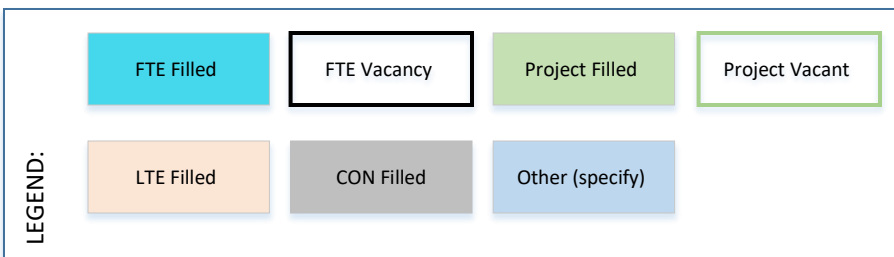 LEGEND:
FTE Filled
FTE Vacancy
Project Filled
Project Vacant
LTE Filled
CON Filled
Other (specify)